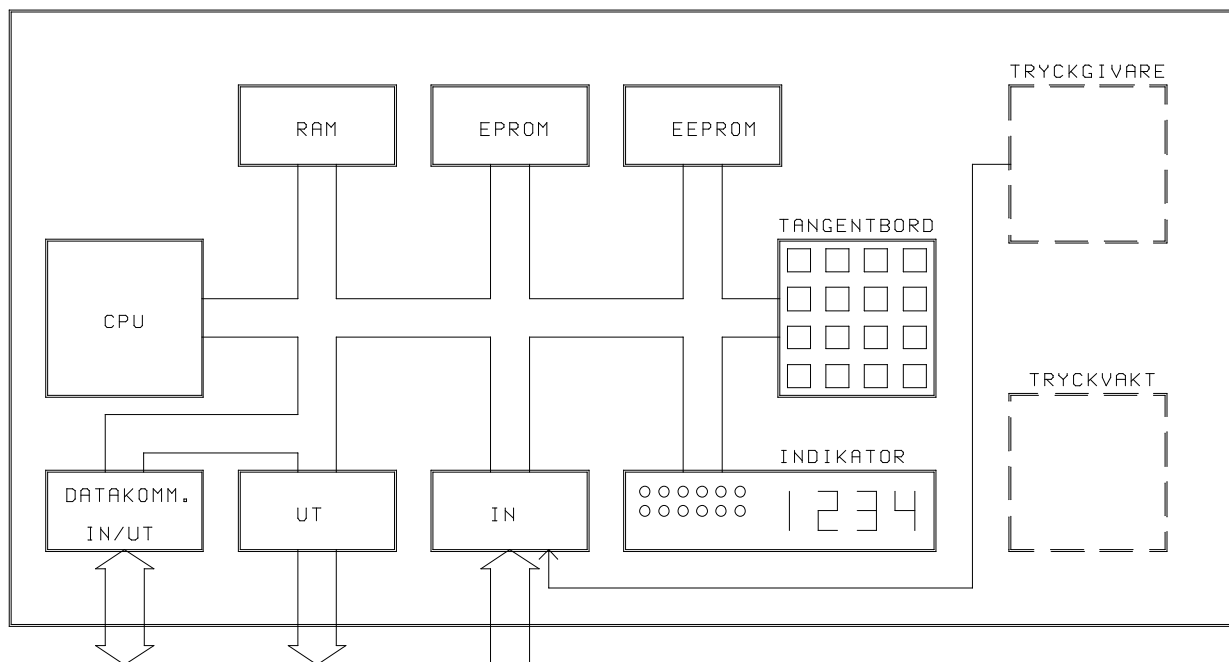 TRYCKGIVARE
RAM
EPROM
EEPROM
TANGENTBORD
CPU
TRYCKVAKT
INDIKATOR
DATAKOMM.
IN/UT
UT
IN
1234